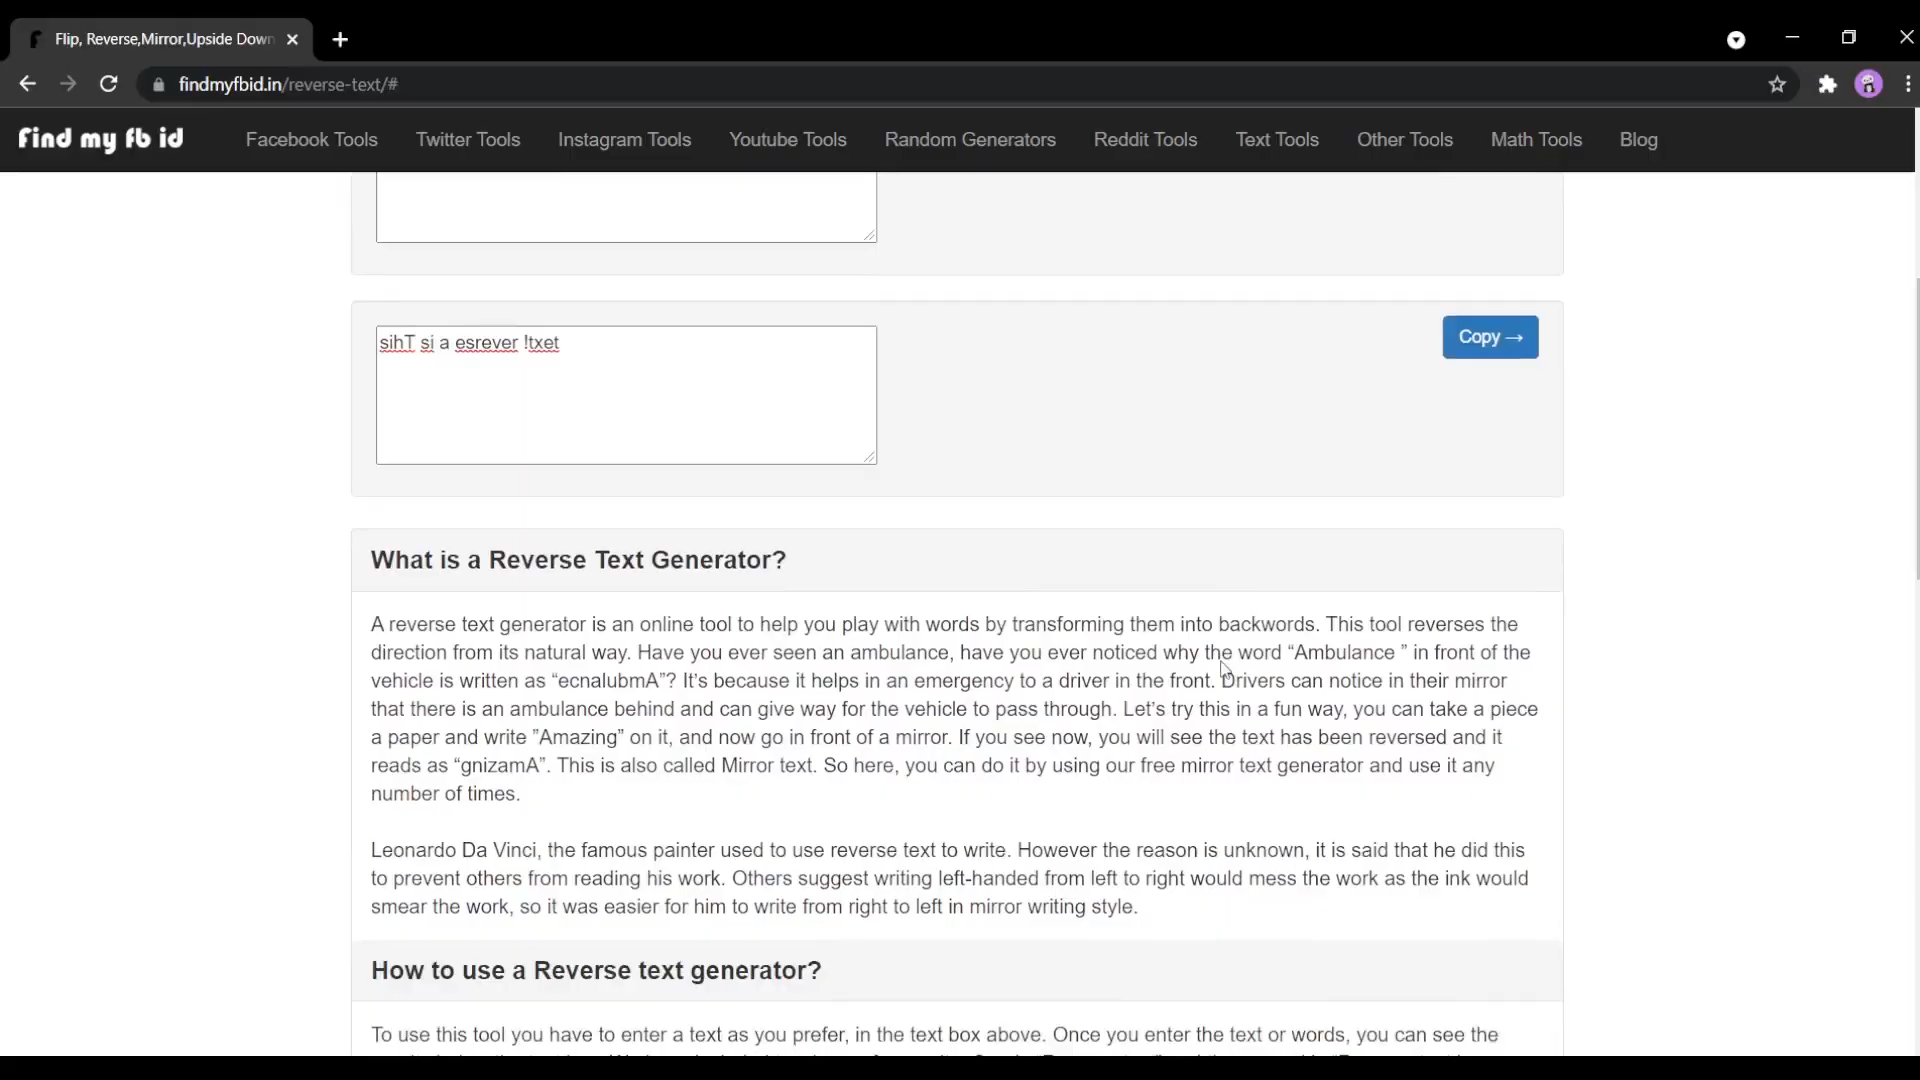 Flip, Reverse,Mirror,Upside Down
findmyfbid.in/reverse-text/#
Find my fb id Facebook Tools Twitter Tools Instagram Tools Youtube Tools Random Generators Reddit Tools Text Tools Other Tools Math Tools Blog
sihT si a esrever !txet
Copy →
What is a Reverse Text Generator?
A reverse text generator is an online tool to help you play with words by transforming them into backwords. This tool reverses the
direction from its natural way. Have you ever seen an ambulance, have you ever noticed why the word “Ambulance ” in front of the
vehicle is written as “ecnalubmA”? It’s because it helps in an emergency to a driver in the front. Drivers can notice in their mirror
that there is an ambulance behind and can give way for the vehicle to pass through. Let’s try this in a fun way, you can take a piece
a paper and write ”Amazing” on it, and now go in front of a mirror. If you see now, you will see the text has been reversed and it
reads as “gnizamA”. This is also called Mirror text. So here, you can do it by using our free mirror text generator and use it any
number of times.
Leonardo Da Vinci, the famous painter used to use reverse text to write. However the reason is unknown, it is said that he did this
to prevent others from reading his work. Others suggest writing left-handed from left to right would mess the work as the ink would
smear the work, so it was easier for him to write from right to left in mirror writing style.
How to use a Reverse text generator?
To use this tool you have to enter a text as you prefer, in the text box above. Once you enter the text or words, you can see the